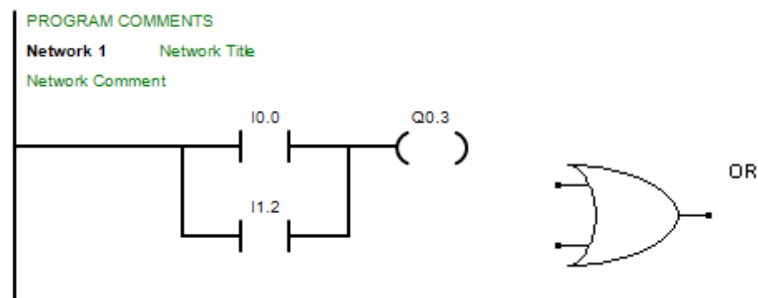 PROGRAM COMMENTS
Network 1 Network Title
Network Comment
I0.0 Q0.3
I1.2
OR